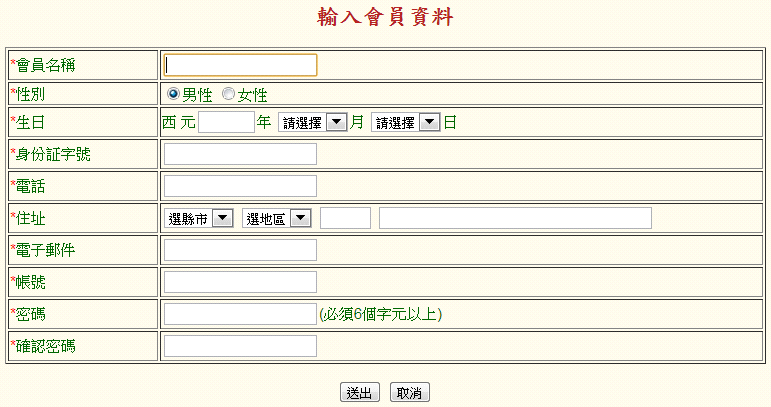 輸入會員資料
*會員名稱
*性別 男性 女性
*生日 西元 年 請選擇 月 請選擇 日
*身份証字號
*電話
*住址 選縣市 選地區
*電子郵件
*帳號
*密碼 (必須6個字元以上)
*確認密碼
送出 取消